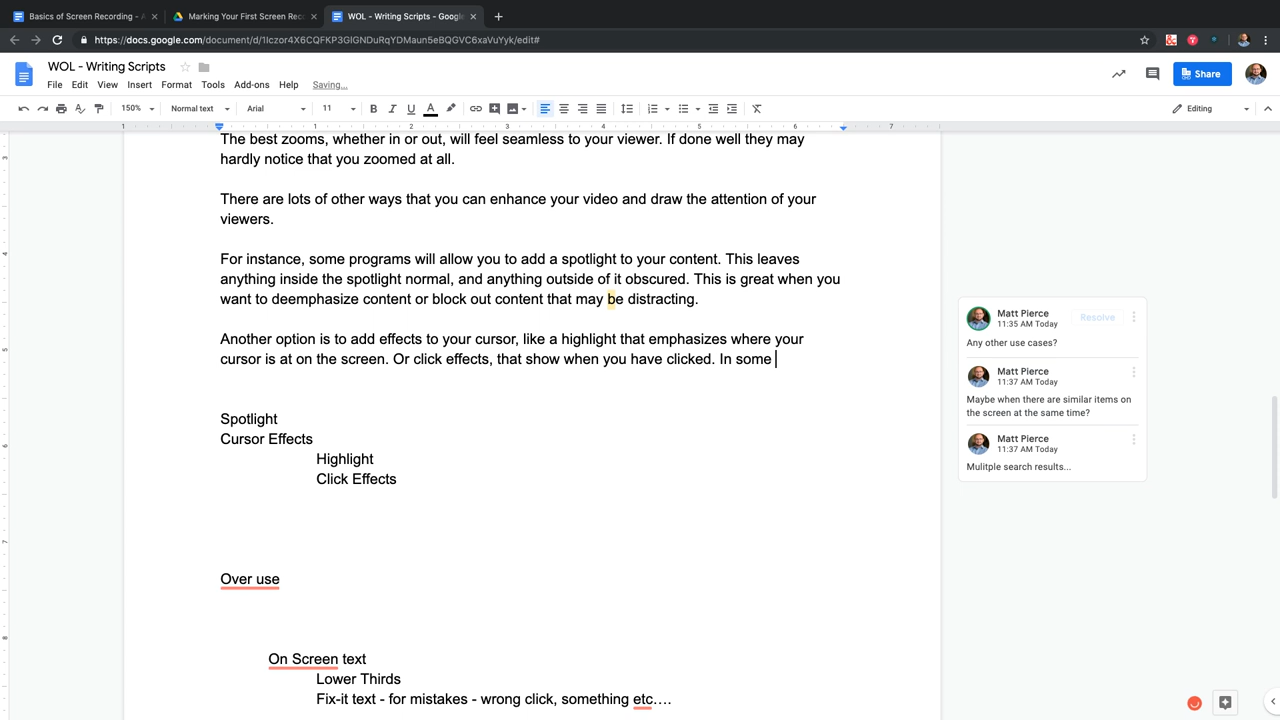 Basics of Screen Recording - A
Marking Your First Screen Reco
WOL - Writing Scripts - Google
https://docs.google.com/document/d/1Iczor4X6CQFKP3GlGNDuRqYDMaun5eBQGVC6xaVuYyk/edit#
WOL - Writing Scripts
File Edit View Insert Format Tools Add-ons Help Saving...
Share
150% Normal text Arial 11 B I U A Editing
1 1 2 3 4 5 6 7
The best zooms, whether in or out, will feel seamless to your viewer. If done well they may
hardly notice that you zoomed at all.
There are lots of other ways that you can enhance your video and draw the attention of your
viewers.
For instance, some programs will allow you to add a spotlight to your content. This leaves
anything inside the spotlight normal, and anything outside of it obscured. This is great when you
want to deemphasize content or block out content that may be distracting.
Another option is to add effects to your cursor, like a highlight that emphasizes where your
cursor is at on the screen. Or click effects, that show when you have clicked. In some
Spotlight
Cursor Effects
Highlight
Click Effects
Over use
On Screen text
Lower Thirds
Fix-it text - for mistakes - wrong click, something etc….
Matt Pierce
11:35 AM Today
Resolve
Any other use cases?
Matt Pierce
11:37 AM Today
Maybe when there are similar items on
the screen at the same time?
Matt Pierce
11:37 AM Today
Mulitple search results...